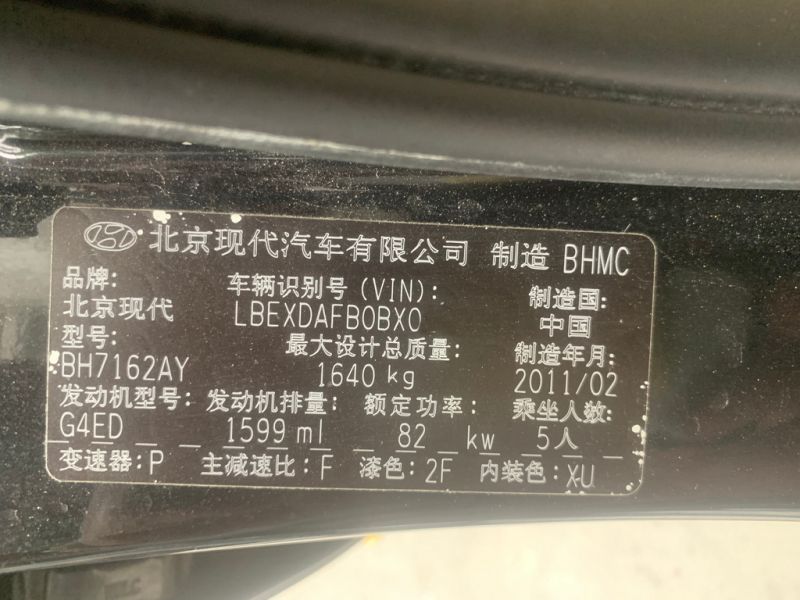 北京现代汽车有限公司 制造 BHMC
品牌: 车辆识别号(VIN): 制造国:
北京现代 LBEXDAFB0BX0 中国
型号: 最大设计总质量: 制造年月:
BH7162AY 1640 kg 2011/02
发动机型号: 发动机排量: 额定功率: 乘坐人数:
G4ED 1599 ml 82 kw 5人
变速器:P 主减速比:F 漆色:2F 内装色:XU